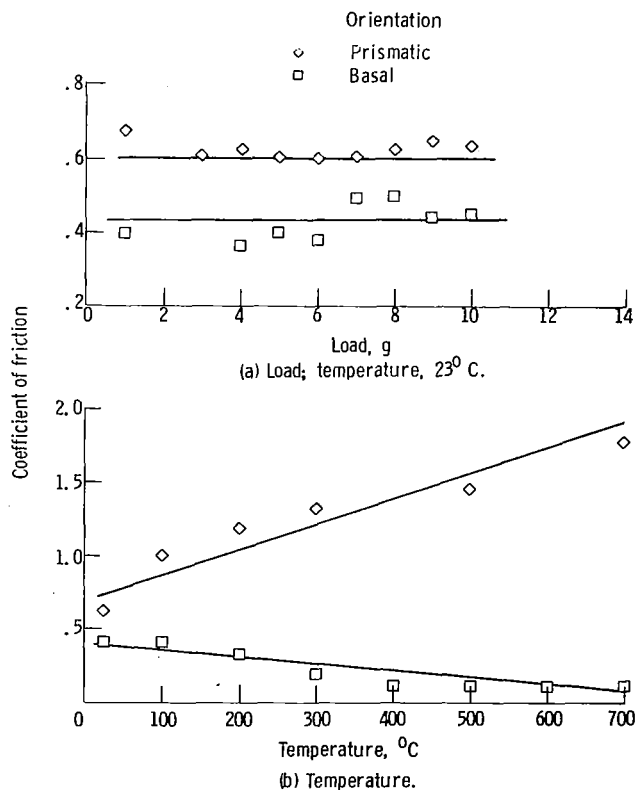 Orientation
Prismatic
Basal
.8
.6
.4
.2
0 2 4 6 8 10 12 14
Load, g
(a) Load; temperature, 23⁰ C.
Coefficient of friction
2.0
1.5
1.0
.5
0 100 200 300 400 500 600 700
Temperature, ⁰C
(b) Temperature.